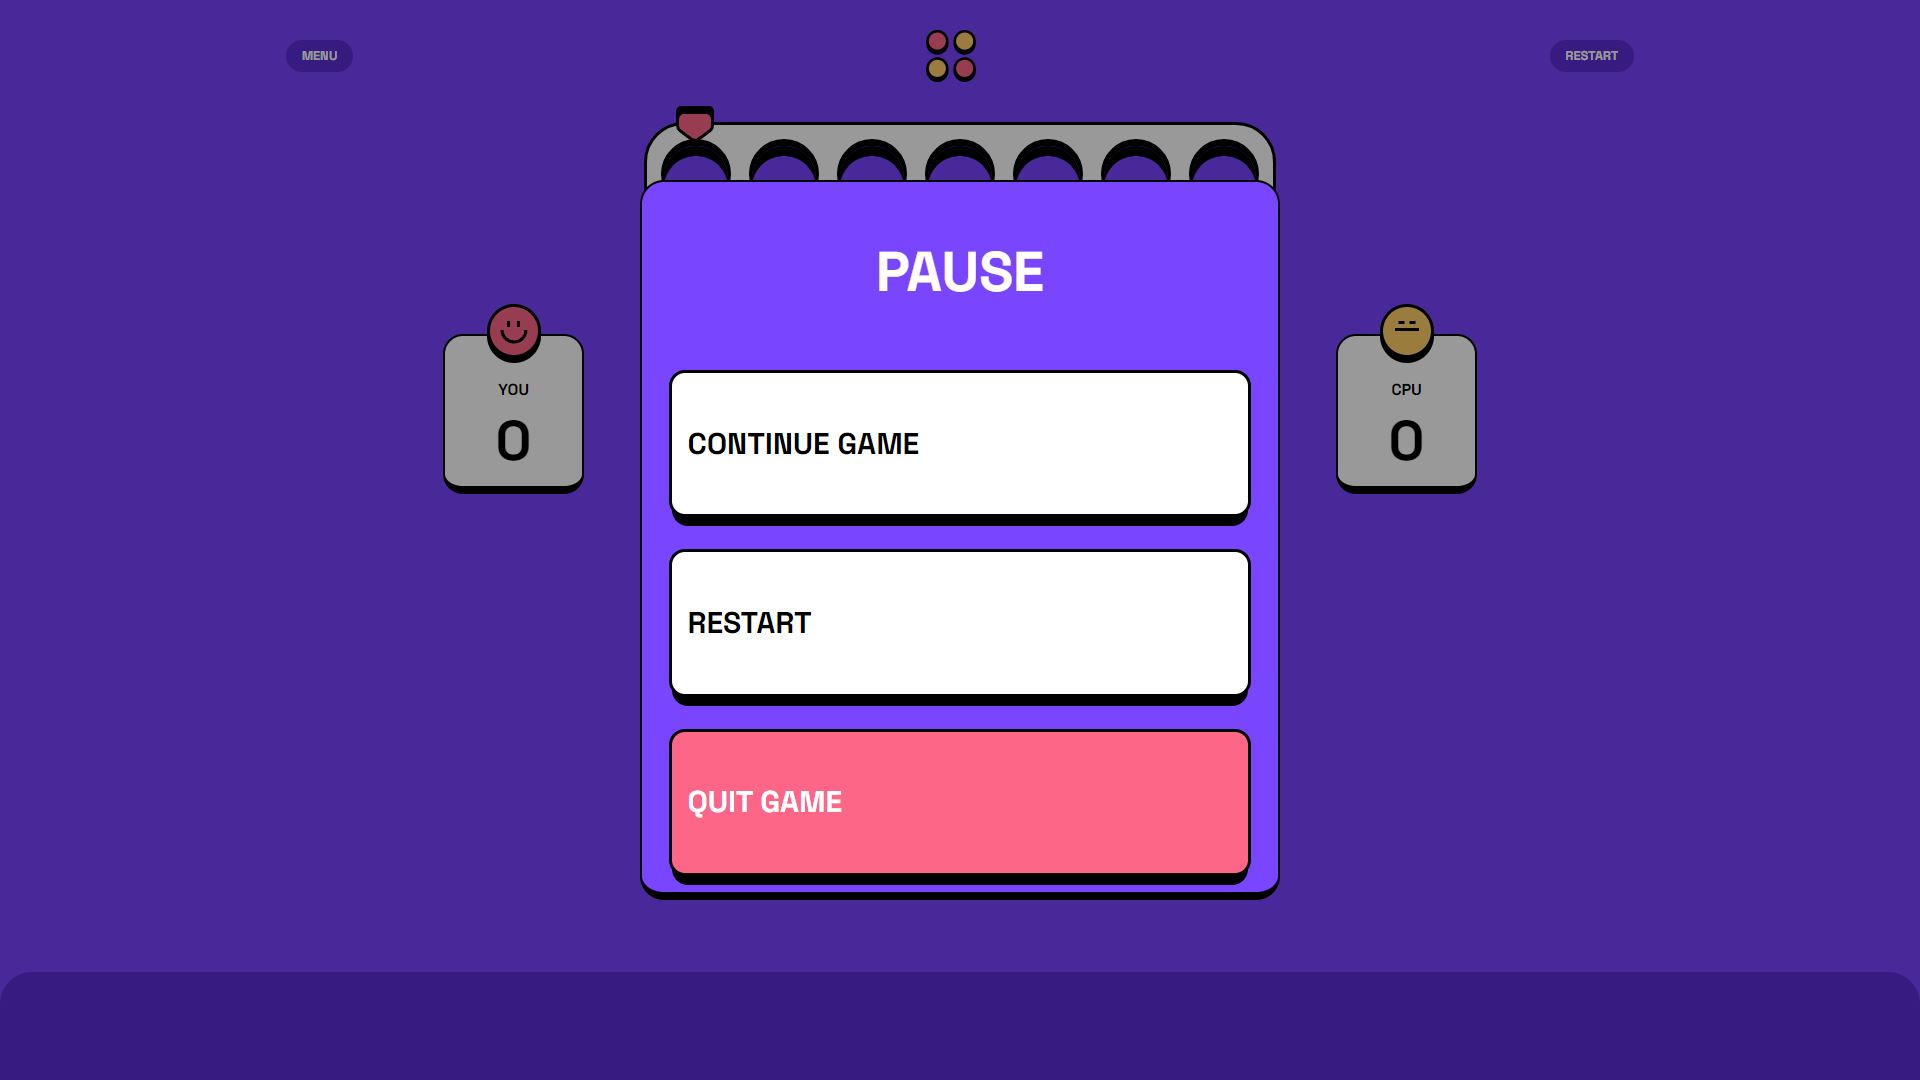 MENU
RESTART
PAUSE
YOU
0
CPU
0
CONTINUE GAME
RESTART
QUIT GAME